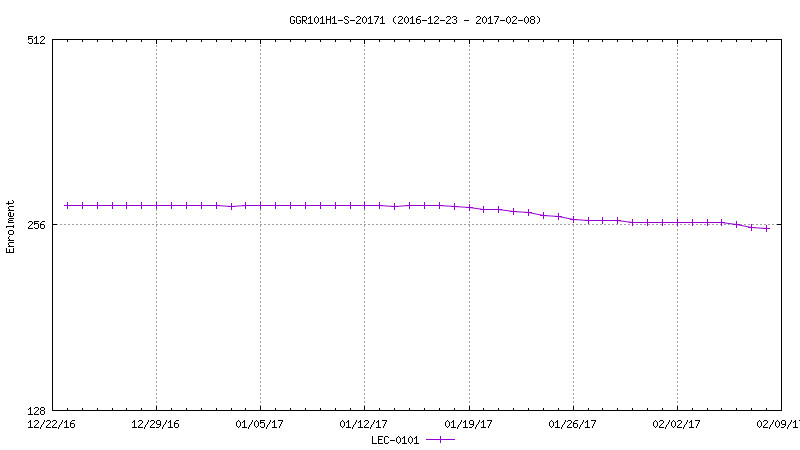 GGR101H1-S-20171 (2016-12-23 - 2017-02-08)
512
256
128
Enrolment
12/22/16 12/29/16 01/05/17 01/12/17 01/19/17 01/26/17 02/02/17 02/09/1
LEC-0101